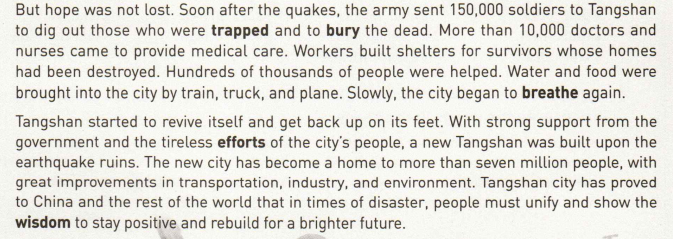 But hope was not lost. Soon after the quakes, the army sent 150,000 soldiers to Tangshan
to dig out those who were trapped and to bury the dead. More than 10,000 doctors and
nurses came to provide medical care. Workers built shelters for survivors whose homes
had been destroyed. Hundreds of thousands of people were helped. Water and food were
brought into the city by train, truck, and plane. Slowly, the city began to breathe again.
Tangshan started to revive itself and get back up on its feet. With strong support from the
government and the tireless efforts of the city's people, a new Tangshan was built upon the
earthquake ruins. The new city has become a home to more than seven million people, with
great improvements in transportation, industry, and environment. Tangshan city has proved
to China and the rest of the world that in times of disaster, people must unify and show the
wisdom to stay positive and rebuild for a brighter future.